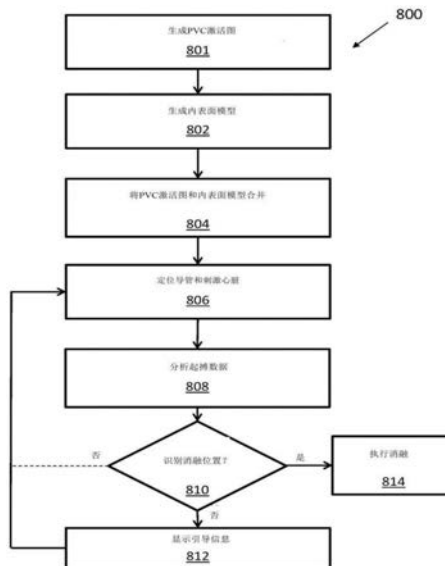 800
生成PVC激活图
801
生成内表面模型
802
将PVC激活图和内表面模型合并
804
定位导管和刺激心脏
806
分析起搏数据
808
否
识别消融位置?
是
执行消融
810
814
否
显示引导信息
812